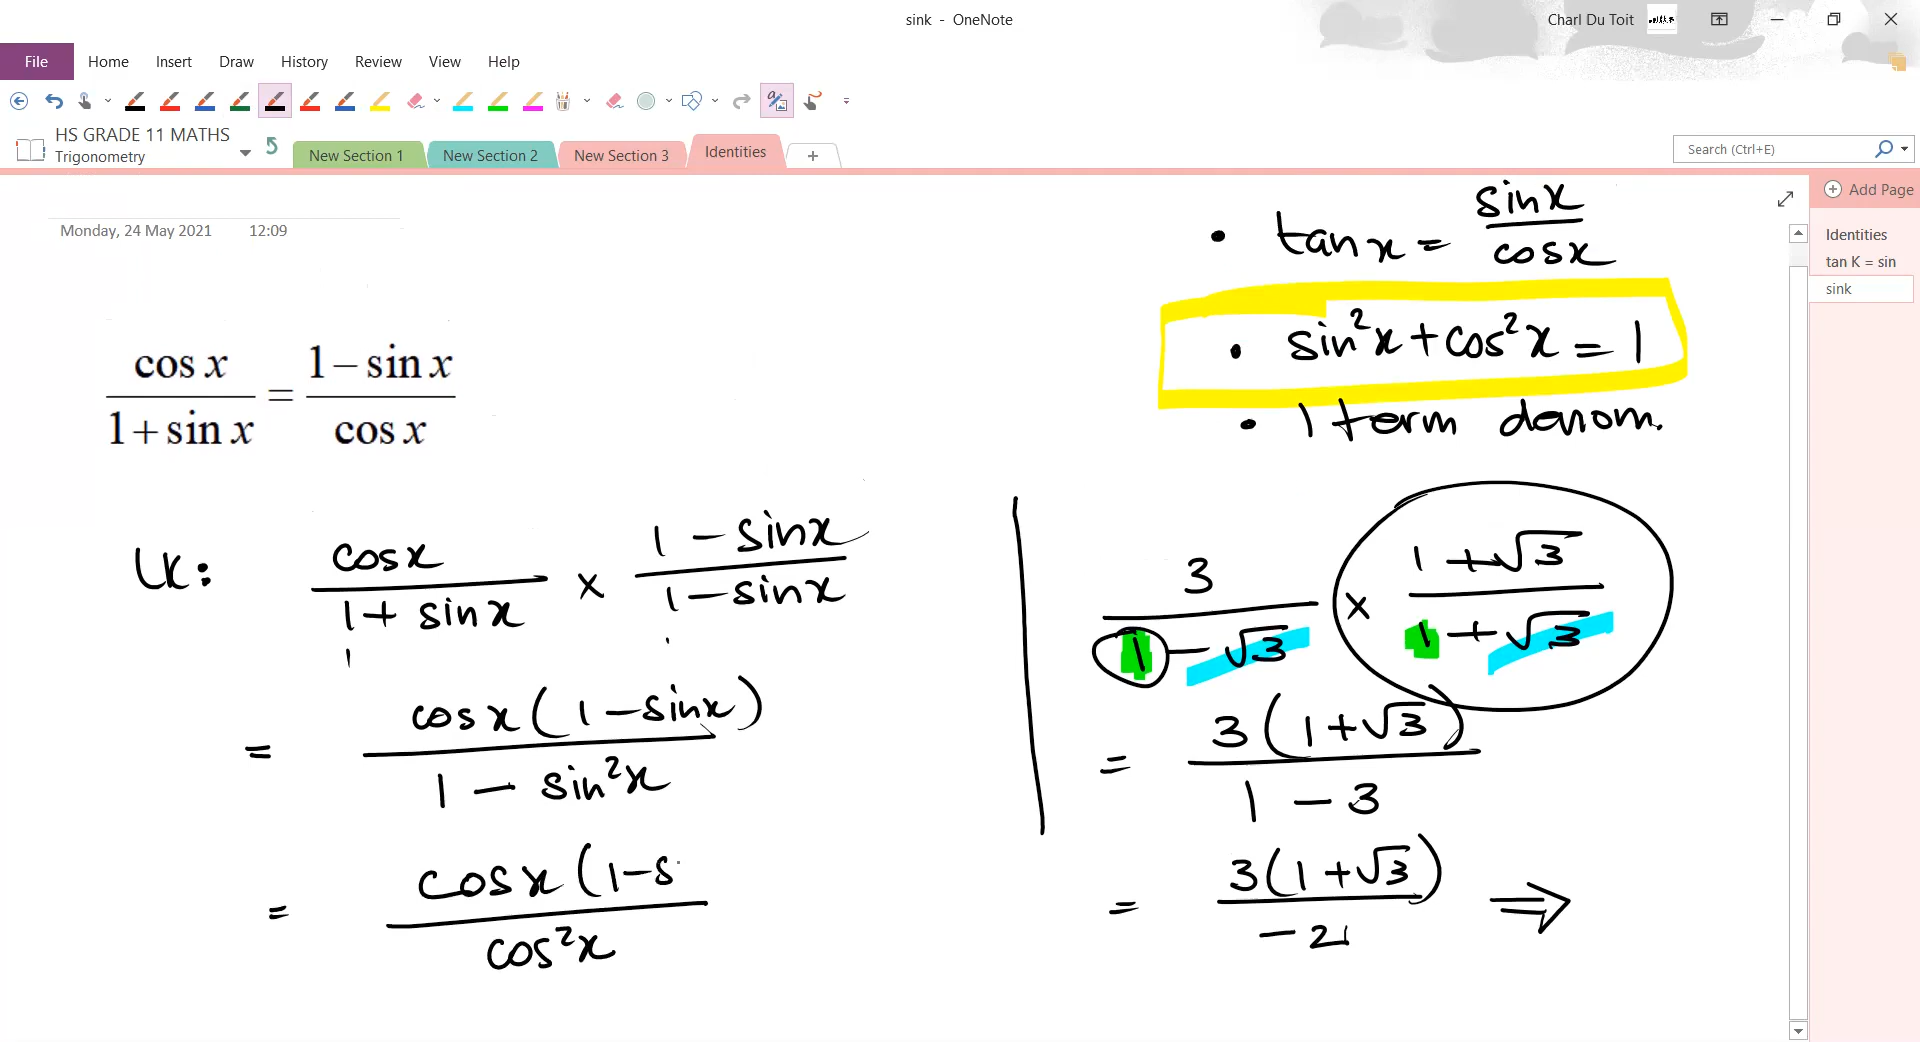 sink - OneNote
Charl Du Toit
File Home Insert Draw History Review View Help
HS GRADE 11 MATHS
Trigonometry
New Section 1 New Section 2 New Section 3 Identities +
Search (Ctrl+E)
Add Page
Identities
tan K = sin
sink
Monday, 24 May 2021 12:09
cos x / 1 + sin x = 1 − sin x / cos x
• tan x = sin x / cos x
• sin²x + cos²x = 1
• 1 term denom.
LK: cos x / 1 + sin x × 1 − sin x / 1 − sin x
= cos x (1 − sin x) / 1 − sin²x
= cos x (1 − s / cos²x
3 / 1 − √3 × 1 + √3 / 1 + √3
= 3(1 + √3) / 1 − 3
= 3(1 + √3) / −2 ⇒